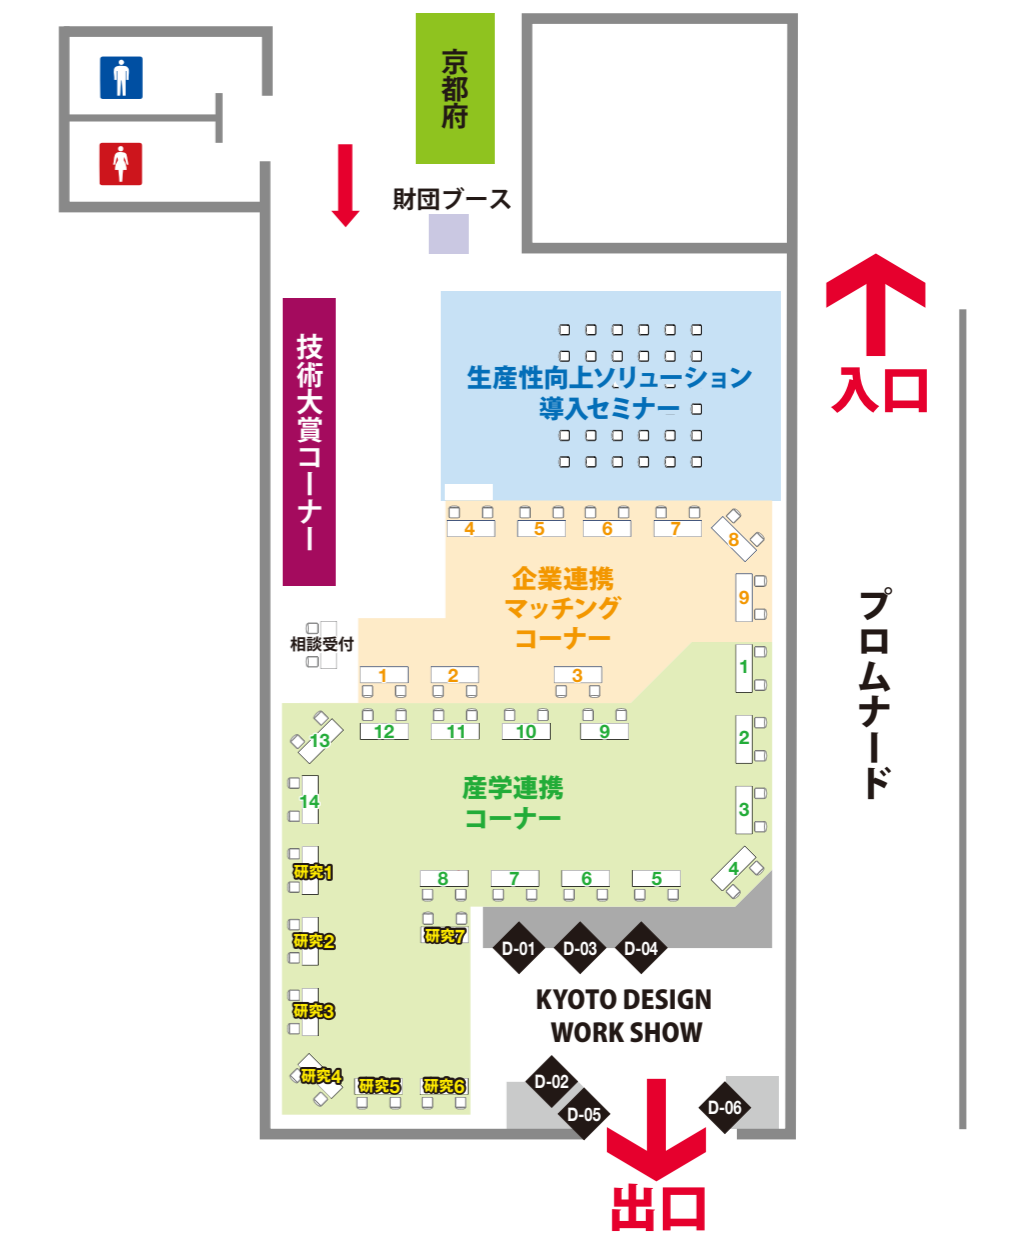 京都府
財団ブース
技術大賞コーナー
生産性向上ソリューション
導入セミナー
入口
4
5
6
7
8
9
企業連携
マッチング
コーナー
相談受付
1
2
3
プロムナード
1
2
3
4
13
12
11
10
9
14
産学連携
コーナー
研究1
8
7
6
5
研究7
研究2
研究3
研究4
研究5
研究6
D-01
D-03
D-04
KYOTO DESIGN
WORK SHOW
D-02
D-05
D-06
出口